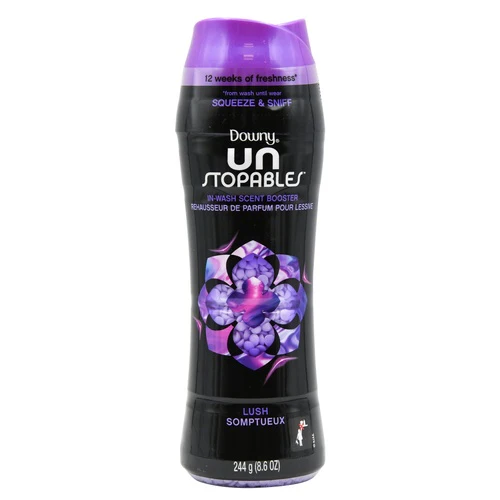 12 weeks of freshness*
*from wash until wear
SQUEEZE & SNIFF
Downy®
UN
STOPABLES™
IN-WASH SCENT BOOSTER
REHAUSSEUR DE PARFUM POUR LESSIVE
LUSH
SOMPTUEUX
244 g (8.6 OZ)